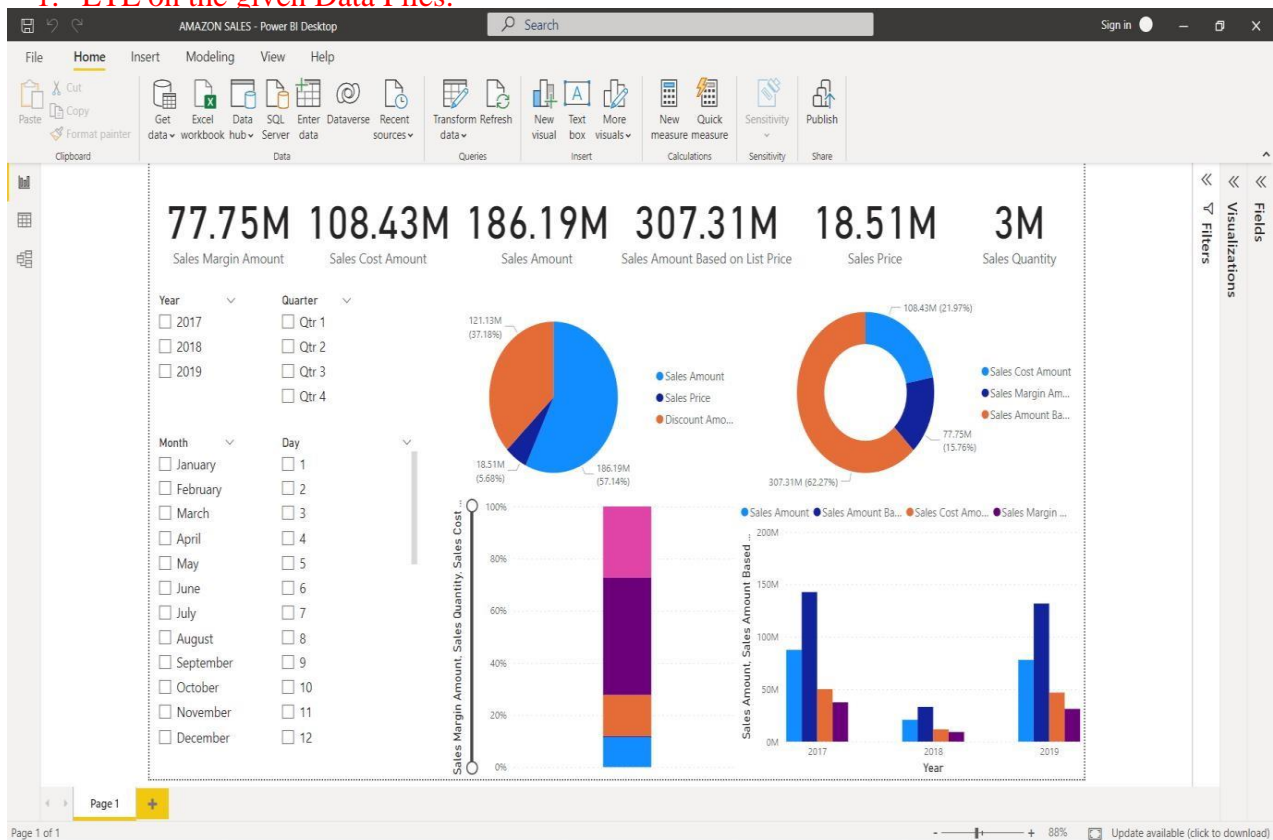 1. ETL on the given Data Files.
AMAZON SALES - Power BI Desktop
Search
Sign in
File Home Insert Modeling View Help
Paste
Cut
Copy
Format painter
Clipboard
Get data
Excel workbook
Data hub
SQL Server
Enter data
Dataverse
Recent sources
Data
Transform data
Refresh
Queries
New visual
Text box
More visuals
Insert
New measure
Quick measure
Calculations
Sensitivity
Sensitivity
Publish
Share
77.75M
Sales Margin Amount
108.43M
Sales Cost Amount
186.19M
Sales Amount
307.31M
Sales Amount Based on List Price
18.51M
Sales Price
3M
Sales Quantity
Filters
Visualizations
Fields
Year
2017
2018
2019
Quarter
Qtr 1
Qtr 2
Qtr 3
Qtr 4
Month
January
February
March
April
May
June
July
August
September
October
November
December
Day
1
2
3
4
5
6
7
8
9
10
11
12
121.13M
(37.18%)
18.51M
(5.68%)
186.19M
(57.14%)
Sales Amount
Sales Price
Discount Amo...
108.43M (21.97%)
77.75M
(15.76%)
307.31M (62.27%)
Sales Cost Amount
Sales Margin Am...
Sales Amount Ba...
Sales Margin Amount, Sales Quantity, Sales Cost ...
100%
80%
60%
40%
20%
0%
Sales Amount Sales Amount Ba... Sales Cost Amo... Sales Margin ...
Sales Amount, Sales Amount Based ...
200M
150M
100M
50M
0M
2017 2018 2019
Year
Page 1
+
Page 1 of 1
- + 88%
Update available (click to download)